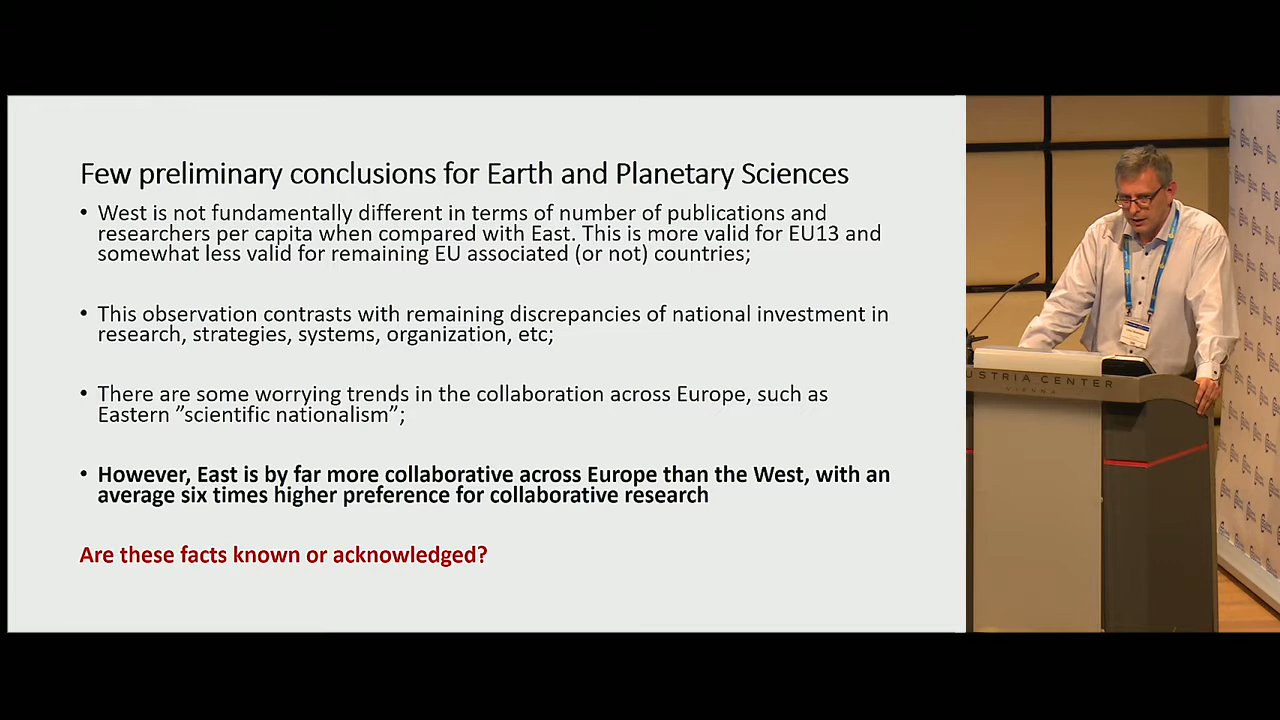 Few preliminary conclusions for Earth and Planetary Sciences
• West is not fundamentally different in terms of number of publications and
researchers per capita when compared with East. This is more valid for EU13 and
somewhat less valid for remaining EU associated (or not) countries;
• This observation contrasts with remaining discrepancies of national investment in
research, strategies, systems, organization, etc;
• There are some worrying trends in the collaboration across Europe, such as
Eastern ”scientific nationalism”;
• However, East is by far more collaborative across Europe than the West, with an
average six times higher preference for collaborative research
Are these facts known or acknowledged?
USTRIA CENTER
VIENNA